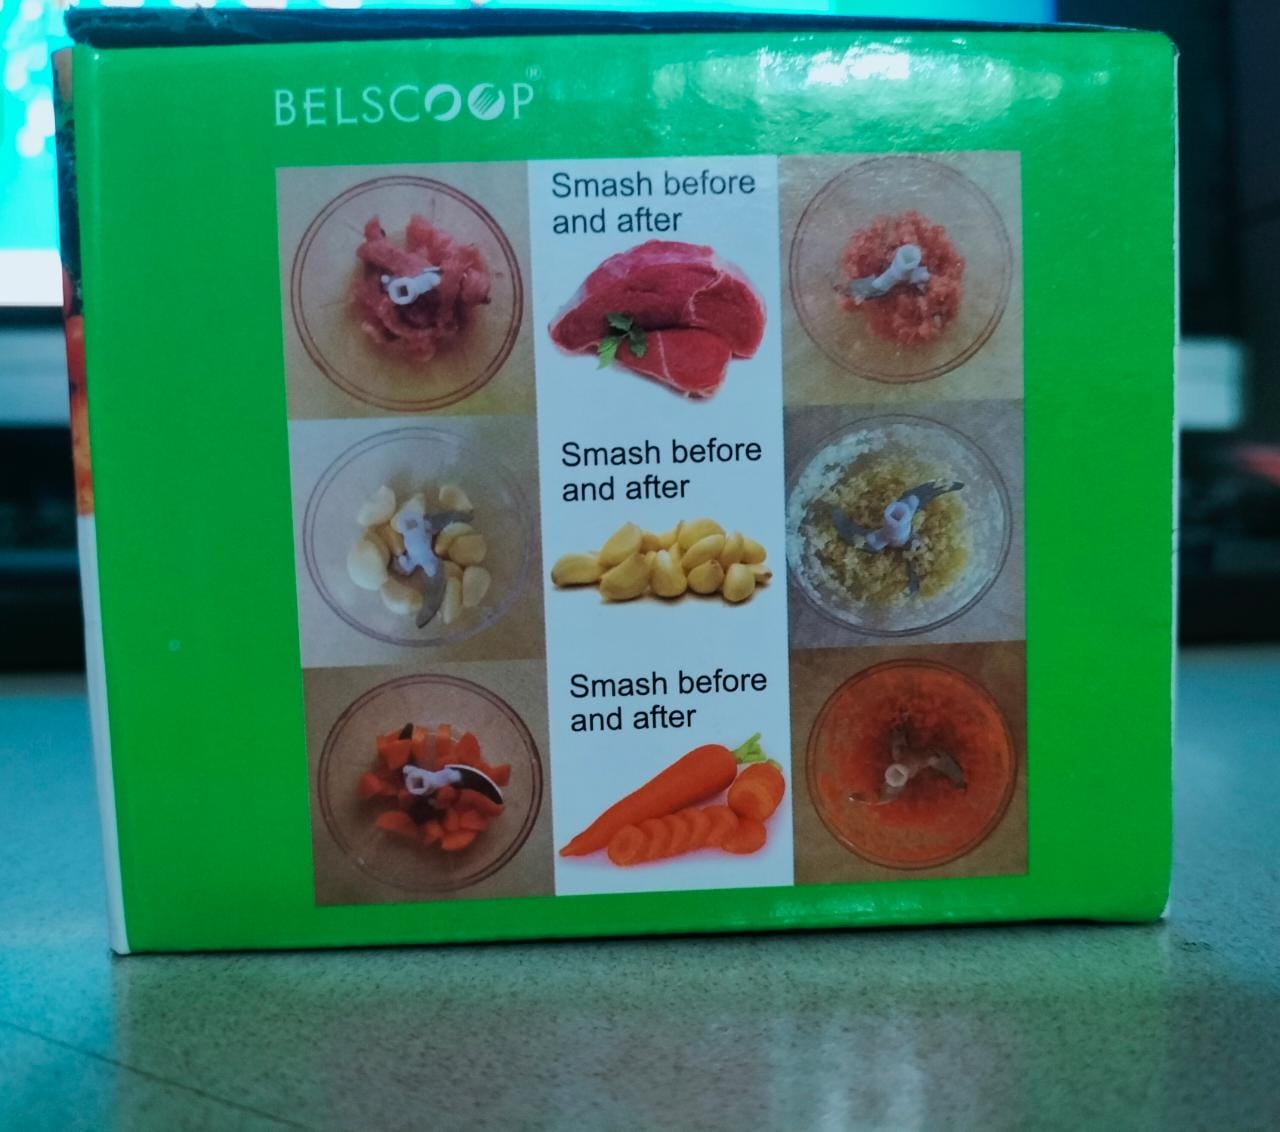 BELSCOOP®
Smash before
and after
Smash before
and after
Smash before
and after